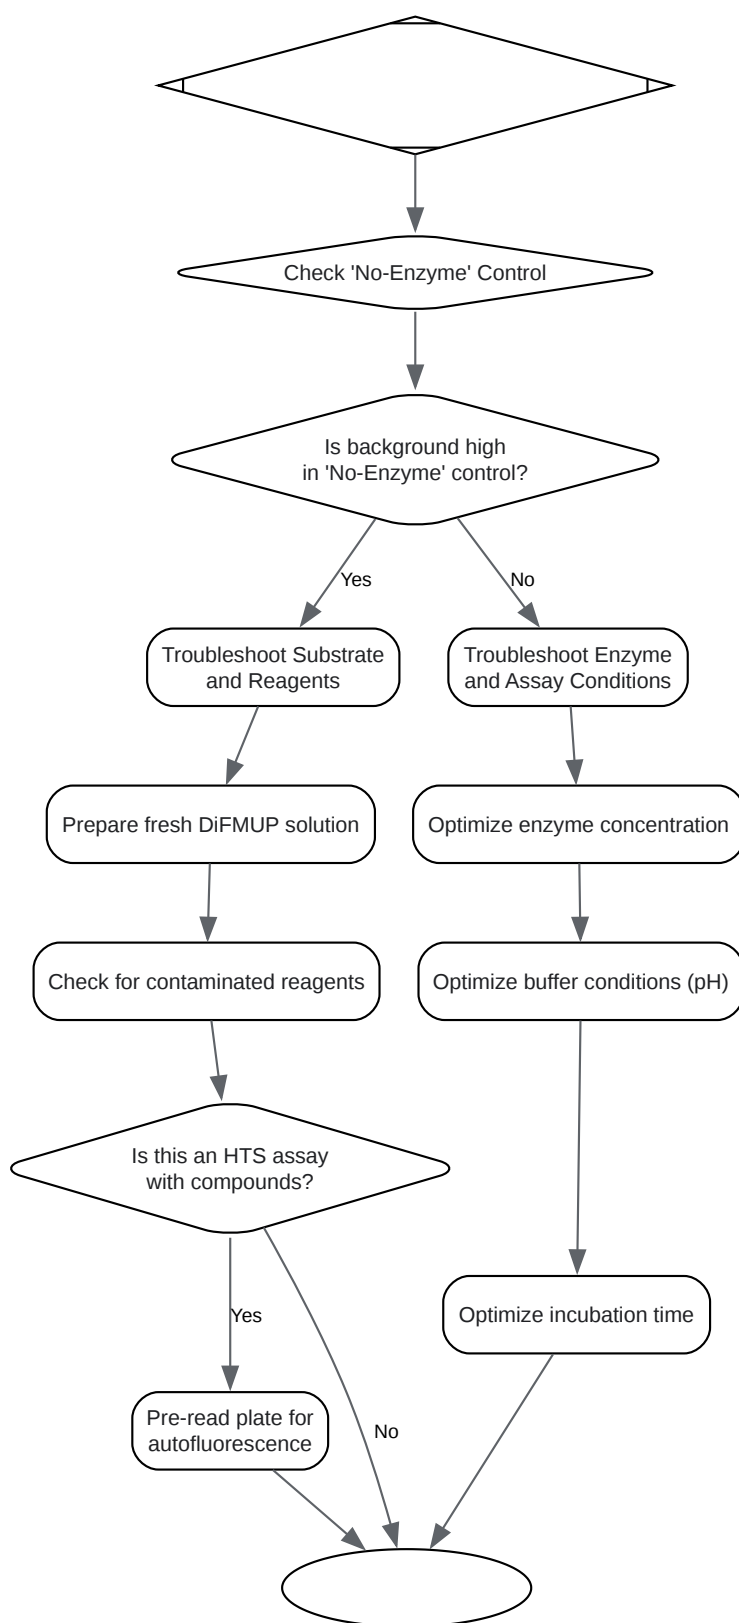 Check 'No-Enzyme' Control
Is background high
in 'No-Enzyme' control?
Yes
No
Troubleshoot Substrate
and Reagents
Troubleshoot Enzyme
and Assay Conditions
Prepare fresh DiFMUP solution
Optimize enzyme concentration
Check for contaminated reagents
Optimize buffer conditions (pH)
Is this an HTS assay
with compounds?
Yes
Optimize incubation time
Pre-read plate for
autofluorescence
No